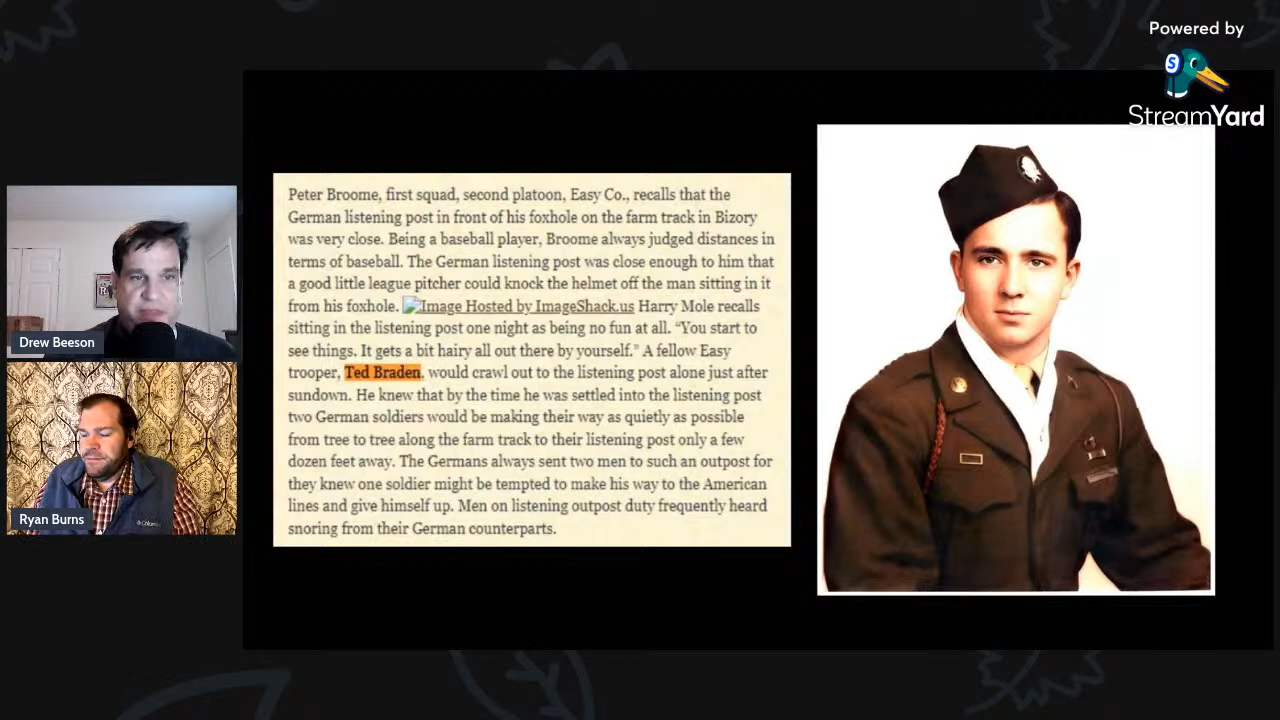 Powered by
StreamYard
Peter Broome, first squad, second platoon, Easy Co., recalls that the
German listening post in front of his foxhole on the farm track in Bizory
was very close. Being a baseball player, Broome always judged distances in
terms of baseball. The German listening post was close enough to him that
a good little league pitcher could knock the helmet off the man sitting in it
from his foxhole. Image Hosted by ImageShack.us Harry Mole recalls
sitting in the listening post one night as being no fun at all. “You start to
see things. It gets a bit hairy all out there by yourself.” A fellow Easy
trooper, Ted Braden, would crawl out to the listening post alone just after
sundown. He knew that by the time he was settled into the listening post
two German soldiers would be making their way as quietly as possible
from tree to tree along the farm track to their listening post only a few
dozen feet away. The Germans always sent two men to such an outpost for
they knew one soldier might be tempted to make his way to the American
lines and give himself up. Men on listening outpost duty frequently heard
snoring from their German counterparts.
Drew Beeson
Ryan Burns
Columbia